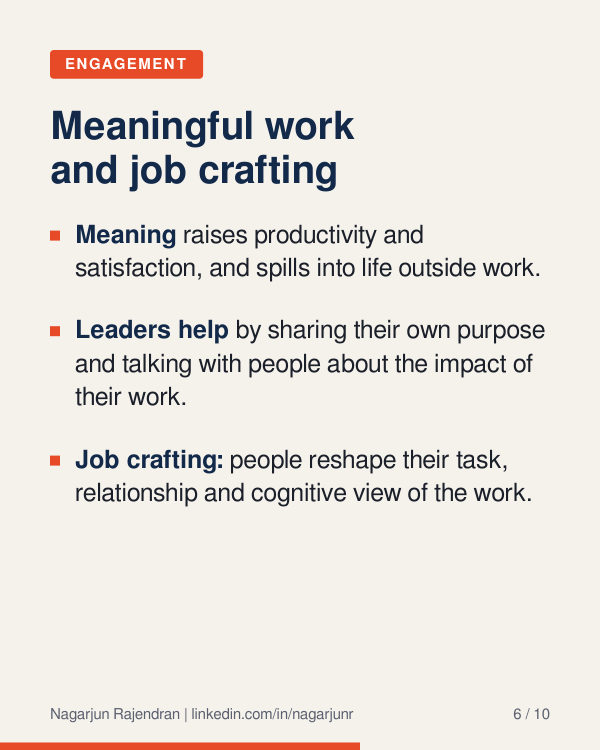 ENGAGEMENT
Meaningful work
and job crafting
Meaning raises productivity and
satisfaction, and spills into life outside work.
Leaders help by sharing their own purpose
and talking with people about the impact of
their work.
Job crafting: people reshape their task,
relationship and cognitive view of the work.
Nagarjun Rajendran | linkedin.com/in/nagarjunr
6 / 10